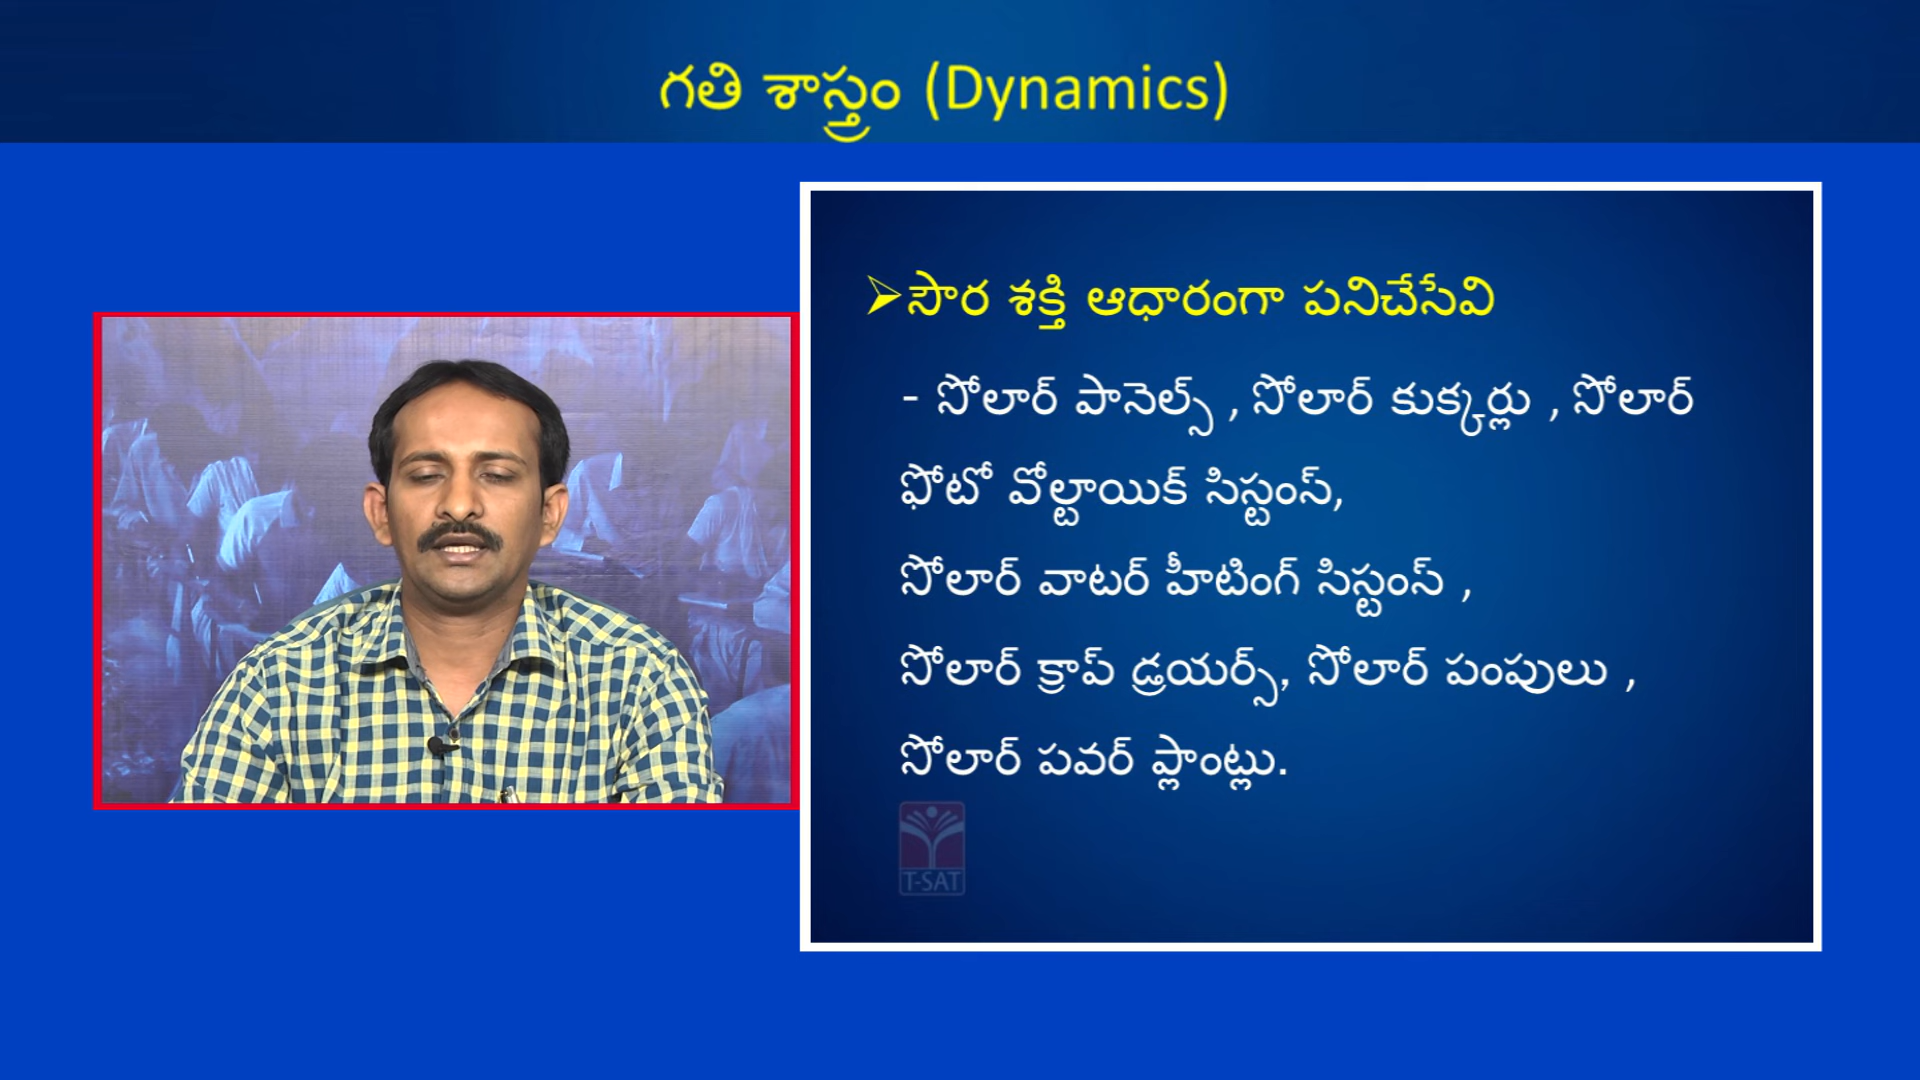 గతి శాస్త్రం (Dynamics)
➢సౌర శక్తి ఆధారంగా పనిచేసేవి
- సోలార్ పానెల్స్ , సోలార్ కుక్కర్లు , సోలార్
ఫోటో వోల్టాయిక్ సిస్టంస్,
సోలార్ వాటర్ హీటింగ్ సిస్టంస్ ,
సోలార్ క్రాప్ డ్రయర్స్, సోలార్ పంపులు ,
సోలార్ పవర్ ప్లాంట్లు.
T-SAT